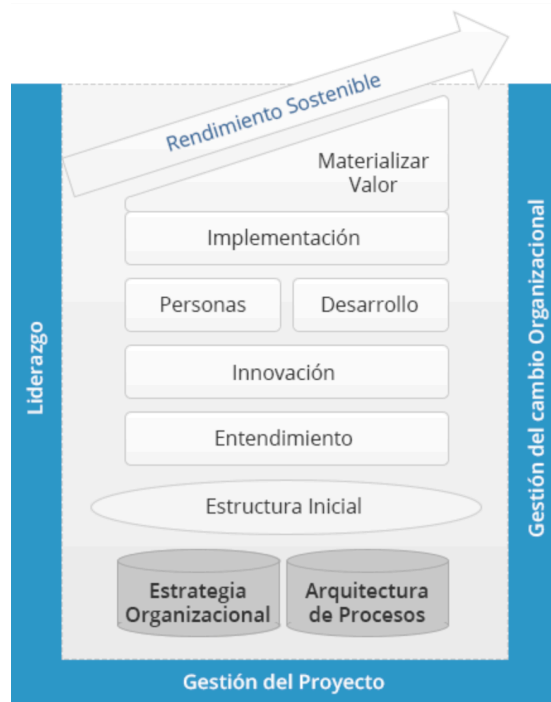 Rendimiento Sostenible
Materializar
Valor
Implementación
Personas
Desarrollo
Innovación
Entendimiento
Estructura Inicial
Estrategia
Organizacional
Arquitectura
de Procesos
Liderazgo
Gestión del cambio Organizacional
Gestión del Proyecto